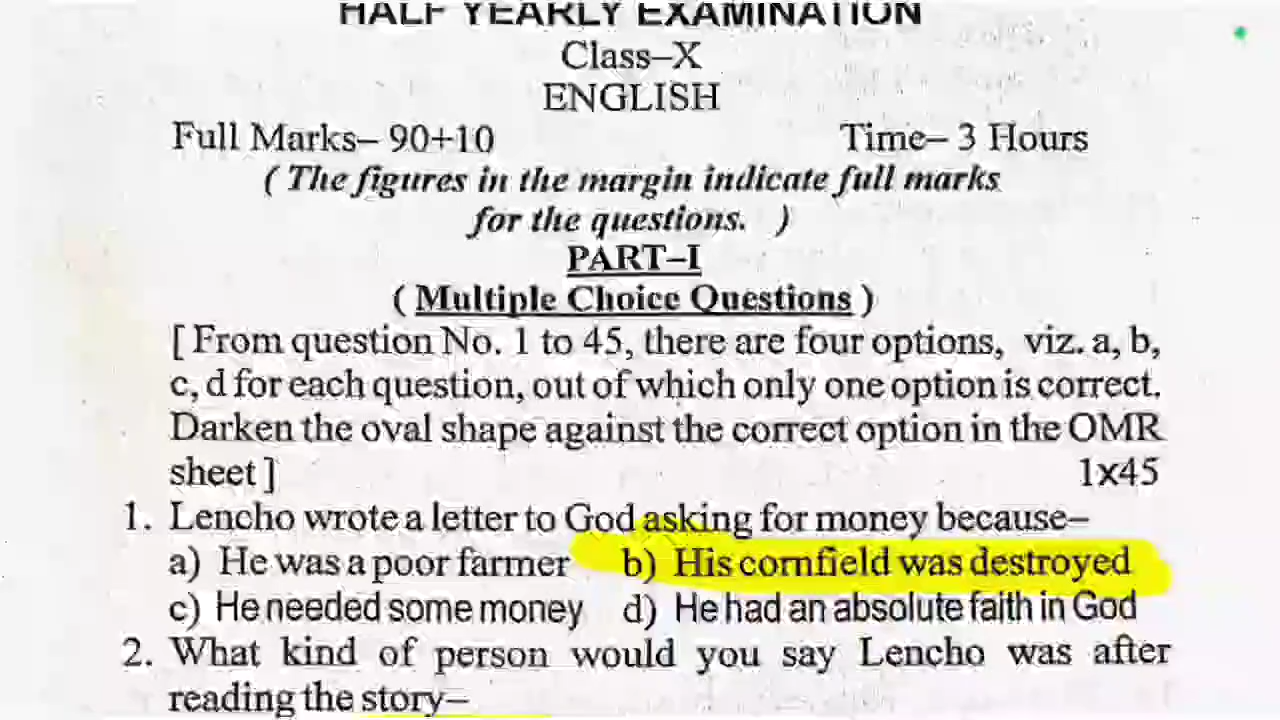 HALF YEARLY EXAMINATION
Class–X
ENGLISH
Full Marks– 90+10 Time– 3 Hours
( The figures in the margin indicate full marks
for the questions. )
PART–I
( Multiple Choice Questions )
[ From question No. 1 to 45, there are four options, viz. a, b,
c, d for each question, out of which only one option is correct.
Darken the oval shape against the correct option in the OMR
sheet ] 1x45
1. Lencho wrote a letter to God asking for money because–
a) He was a poor farmer b) His cornfield was destroyed
c) He needed some money d) He had an absolute faith in God
2. What kind of person would you say Lencho was after
reading the story–